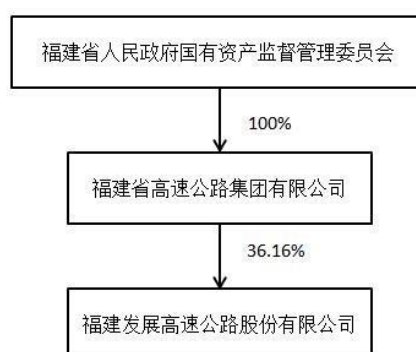 福建省人民政府国有资产监督管理委员会
100%
福建省高速公路集团有限公司
36.16%
福建发展高速公路股份有限公司